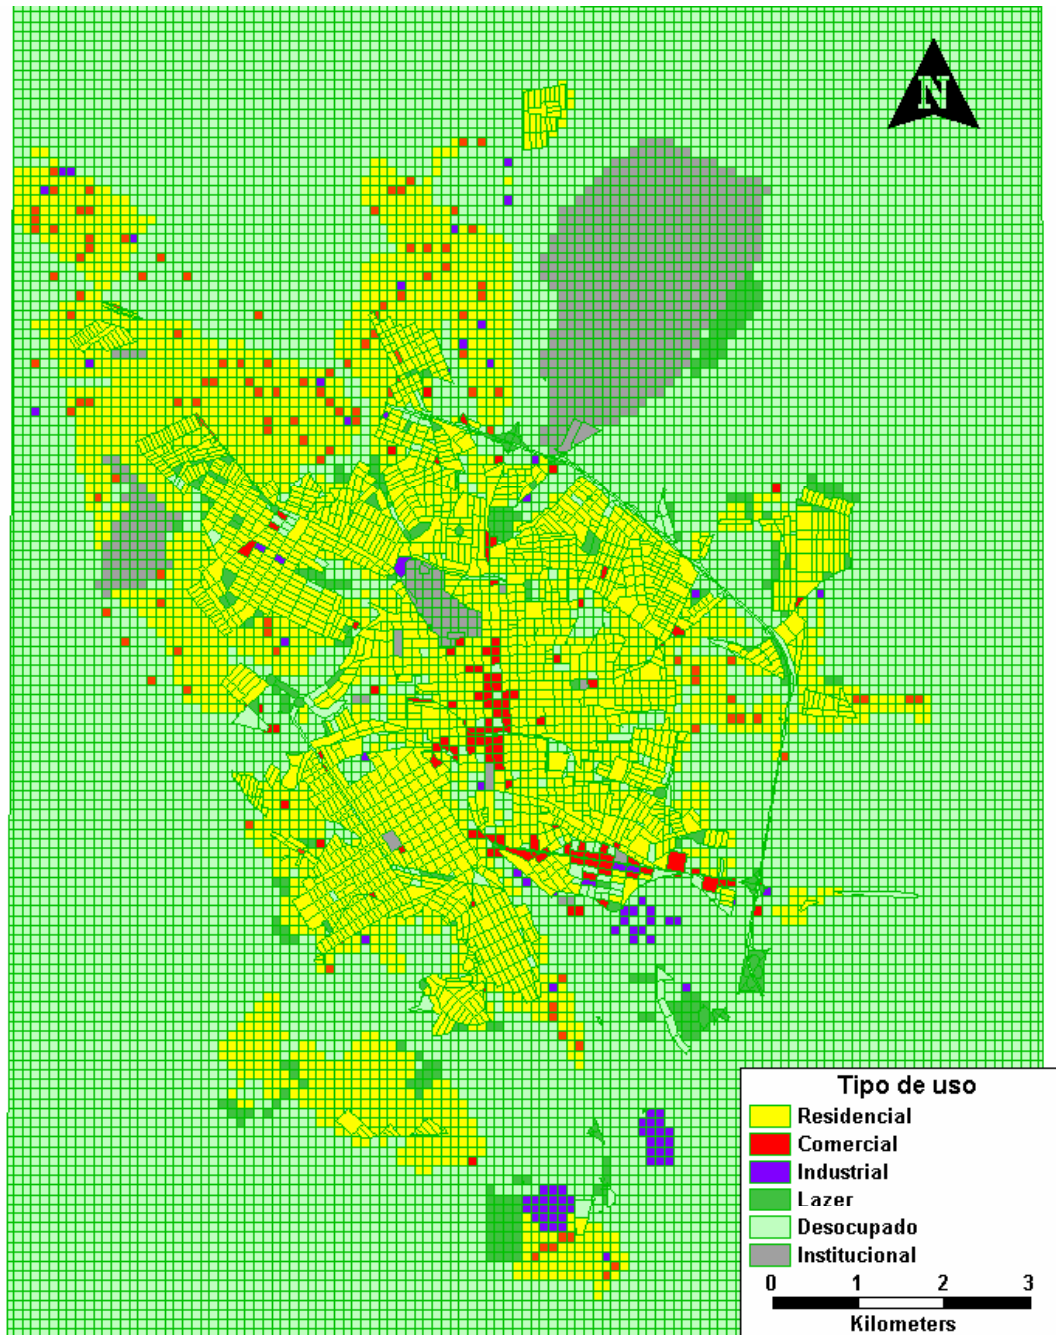 N
Tipo de uso
Residencial
Comercial
Industrial
Lazer
Desocupado
Institucional
0 1 2 3
Kilometers